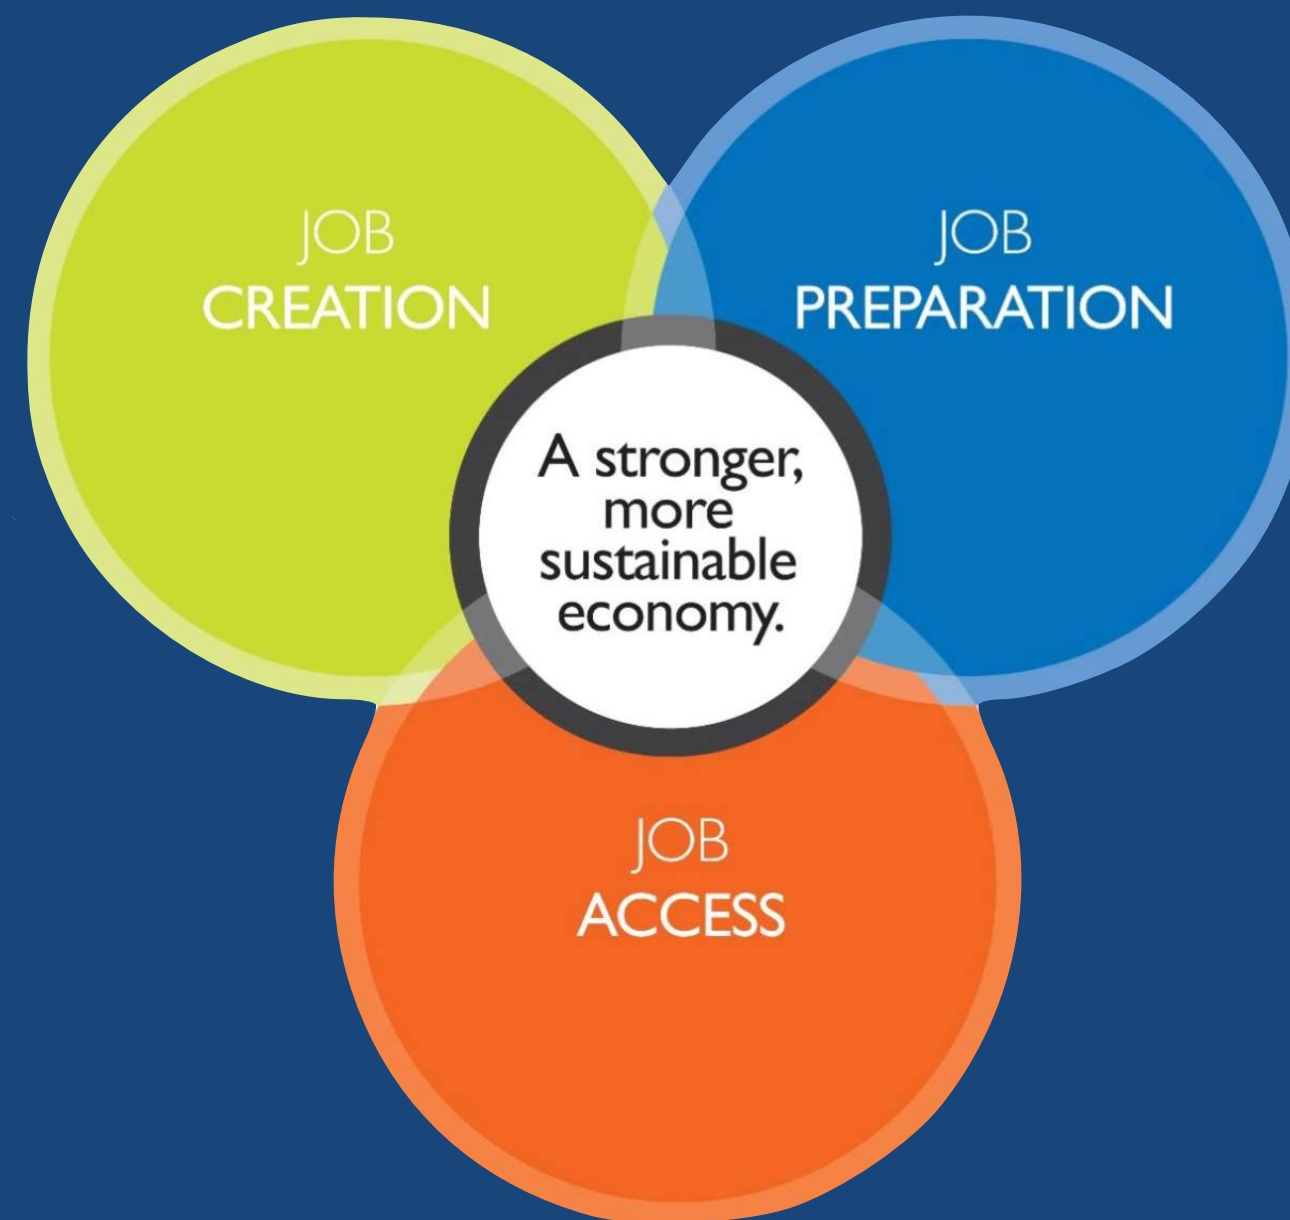 JOB
CREATION
JOB
PREPARATION
A stronger,
more
sustainable
economy.
JOB
ACCESS